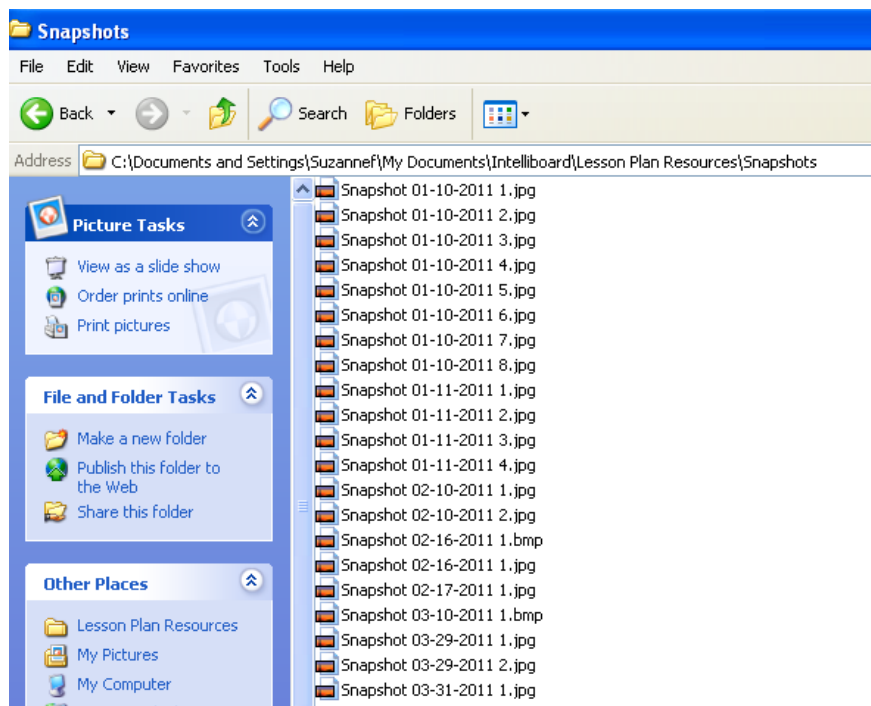 Snapshots
File Edit View Favorites Tools Help
Back Search Folders
Address C:\Documents and Settings\Suzannef\My Documents\Intelliboard\Lesson Plan Resources\Snapshots
Picture Tasks
View as a slide show
Order prints online
Print pictures
File and Folder Tasks
Make a new folder
Publish this folder to
the Web
Share this folder
Other Places
Lesson Plan Resources
My Pictures
My Computer
Snapshot 01-10-2011 1.jpg
Snapshot 01-10-2011 2.jpg
Snapshot 01-10-2011 3.jpg
Snapshot 01-10-2011 4.jpg
Snapshot 01-10-2011 5.jpg
Snapshot 01-10-2011 6.jpg
Snapshot 01-10-2011 7.jpg
Snapshot 01-10-2011 8.jpg
Snapshot 01-11-2011 1.jpg
Snapshot 01-11-2011 2.jpg
Snapshot 01-11-2011 3.jpg
Snapshot 01-11-2011 4.jpg
Snapshot 02-10-2011 1.jpg
Snapshot 02-10-2011 2.jpg
Snapshot 02-16-2011 1.bmp
Snapshot 02-16-2011 1.jpg
Snapshot 02-17-2011 1.jpg
Snapshot 03-10-2011 1.bmp
Snapshot 03-29-2011 1.jpg
Snapshot 03-29-2011 2.jpg
Snapshot 03-31-2011 1.jpg